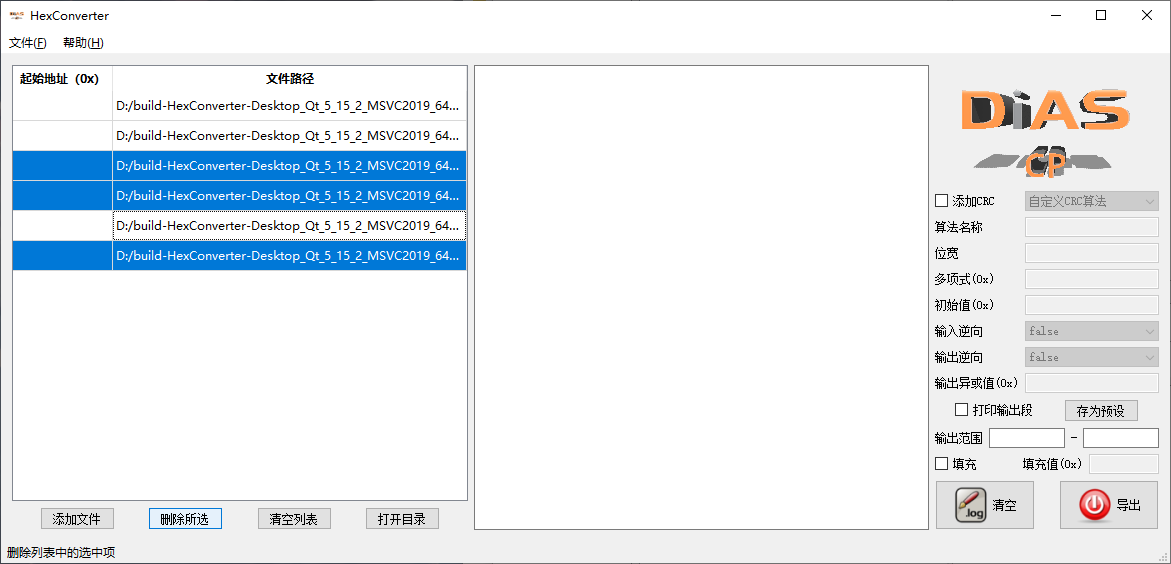 HexConverter
文件(F) 帮助(H)
起始地址 (0x) 文件路径
D:/build-HexConverter-Desktop_Qt_5_15_2_MSVC2019_64...
D:/build-HexConverter-Desktop_Qt_5_15_2_MSVC2019_64...
D:/build-HexConverter-Desktop_Qt_5_15_2_MSVC2019_64...
D:/build-HexConverter-Desktop_Qt_5_15_2_MSVC2019_64...
D:/build-HexConverter-Desktop_Qt_5_15_2_MSVC2019_64...
D:/build-HexConverter-Desktop_Qt_5_15_2_MSVC2019_64...
添加文件 删除所选 清空列表 打开目录
DiAS
CP
添加CRC 自定义CRC算法
算法名称
位宽
多项式(0x)
初始值(0x)
输入逆向 false
输出逆向 false
输出异或值(0x)
打印输出段 存为预设
输出范围 -
填充 填充值(0x)
.log 清空 导出
删除列表中的选中项